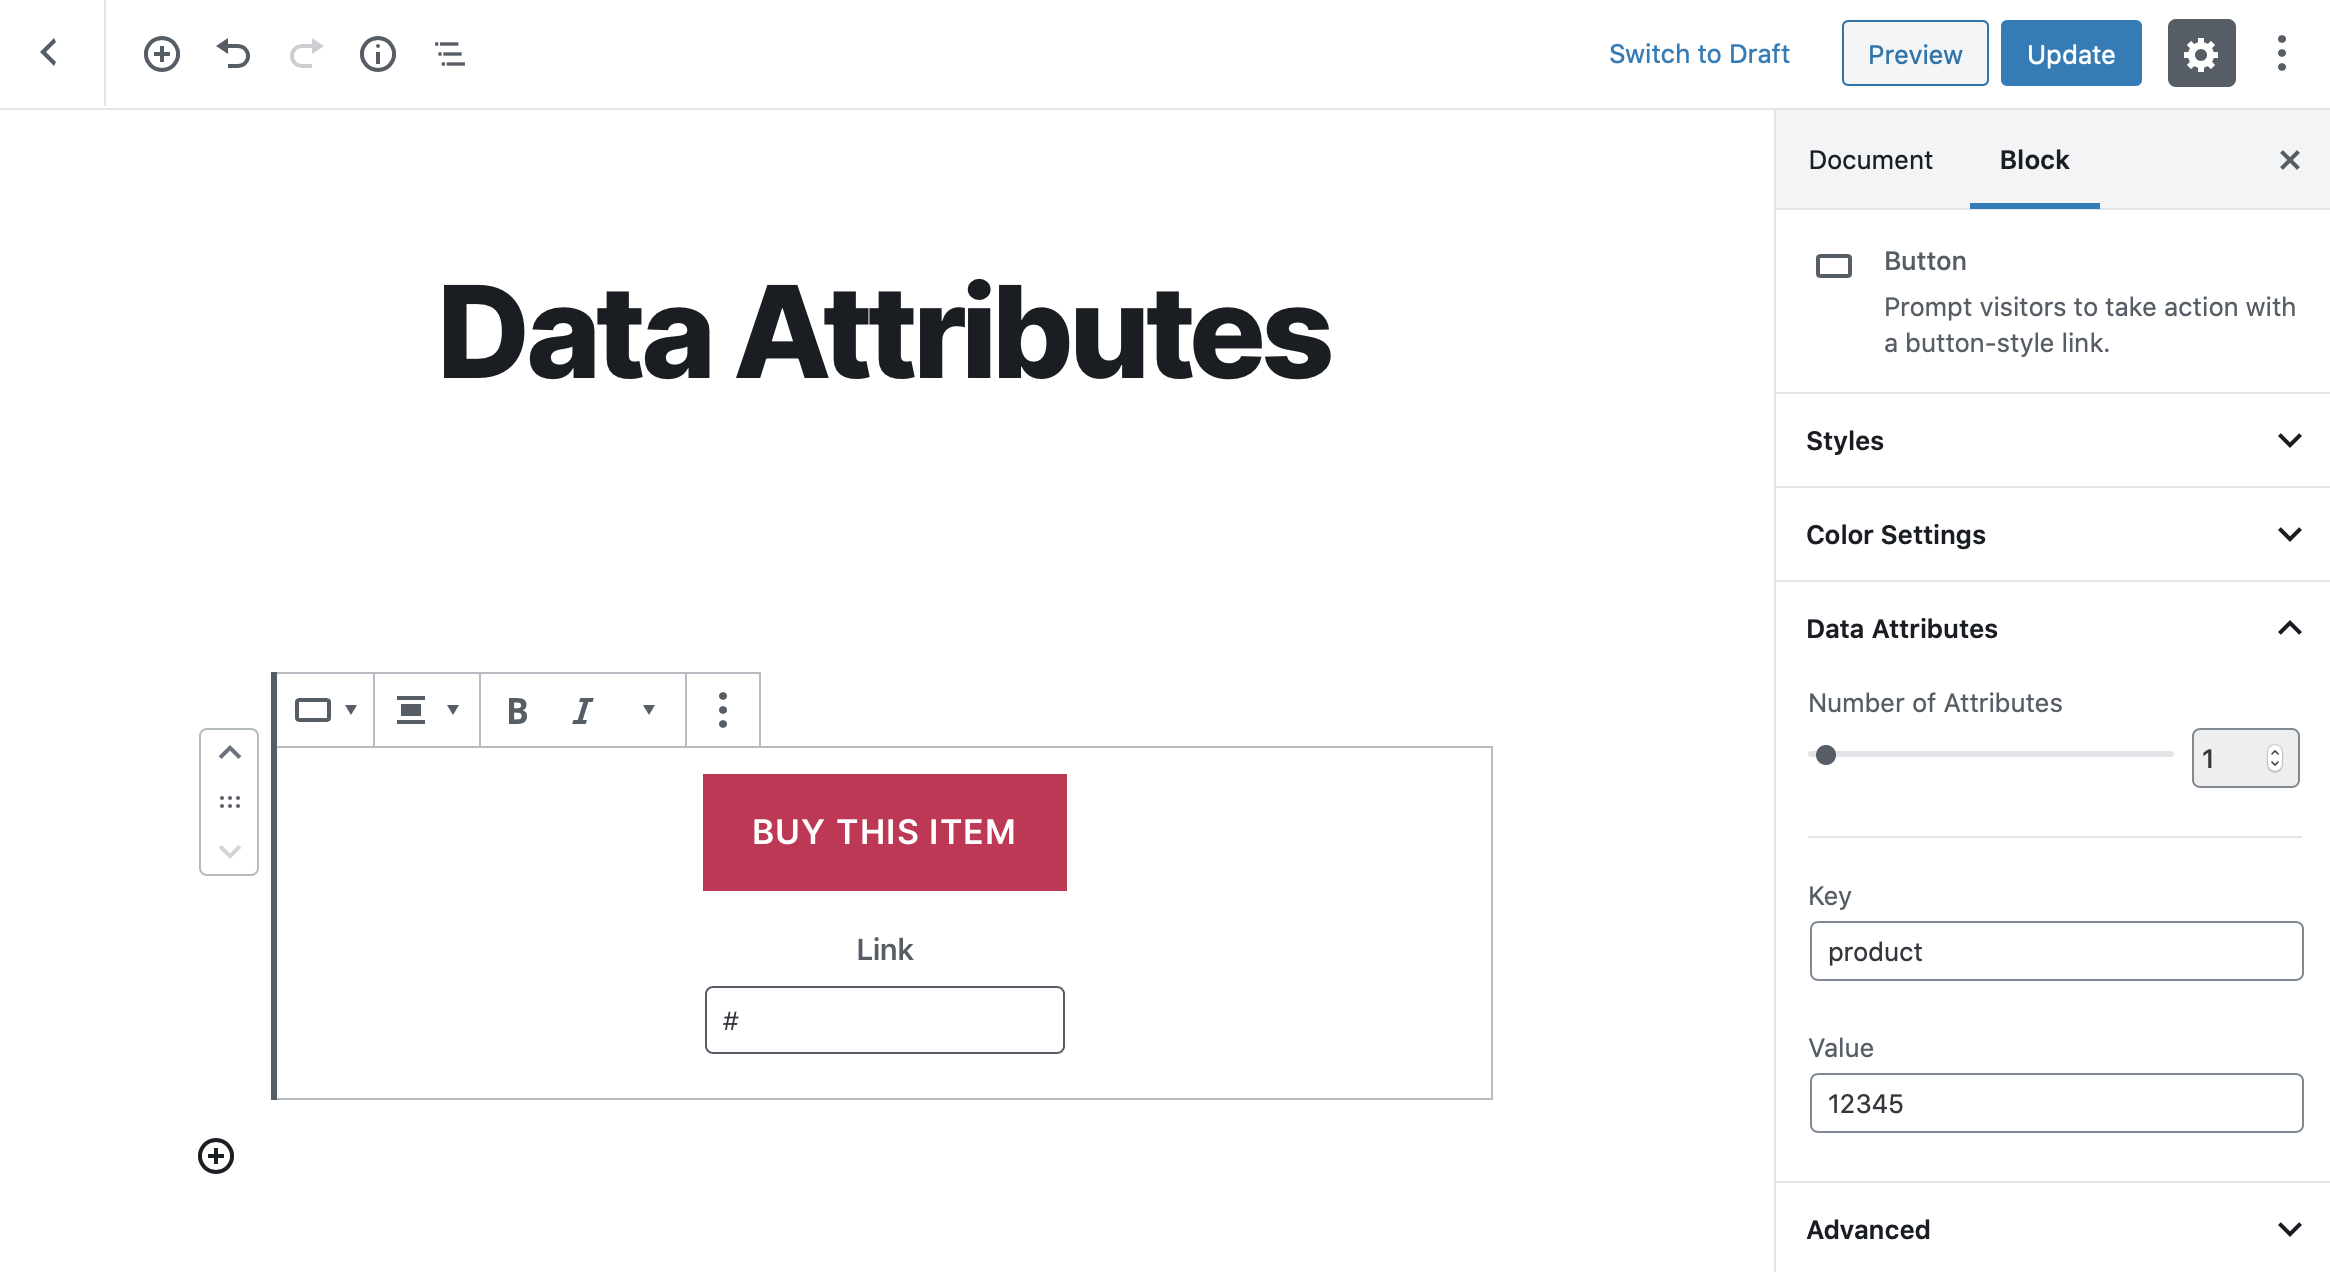 Switch to Draft
Preview
Update
Document
Block
Data Attributes
Button
Prompt visitors to take action with
a button-style link.
Styles
Color Settings
Data Attributes
Number of Attributes
1
B I
BUY THIS ITEM
Link
#
Key
product
Value
12345
Advanced